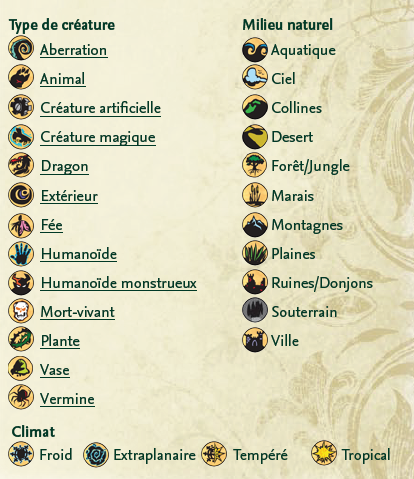 Type de créature
Aberration
Animal
Créature artificielle
Créature magique
Dragon
Extérieur
Fée
Humanoïde
Humanoïde monstrueux
Mort-vivant
Plante
Vase
Vermine
Milieu naturel
Aquatique
Ciel
Collines
Desert
Forêt/Jungle
Marais
Montagnes
Plaines
Ruines/Donjons
Souterrain
Ville
Climat
Froid Extraplanaire Tempéré Tropical